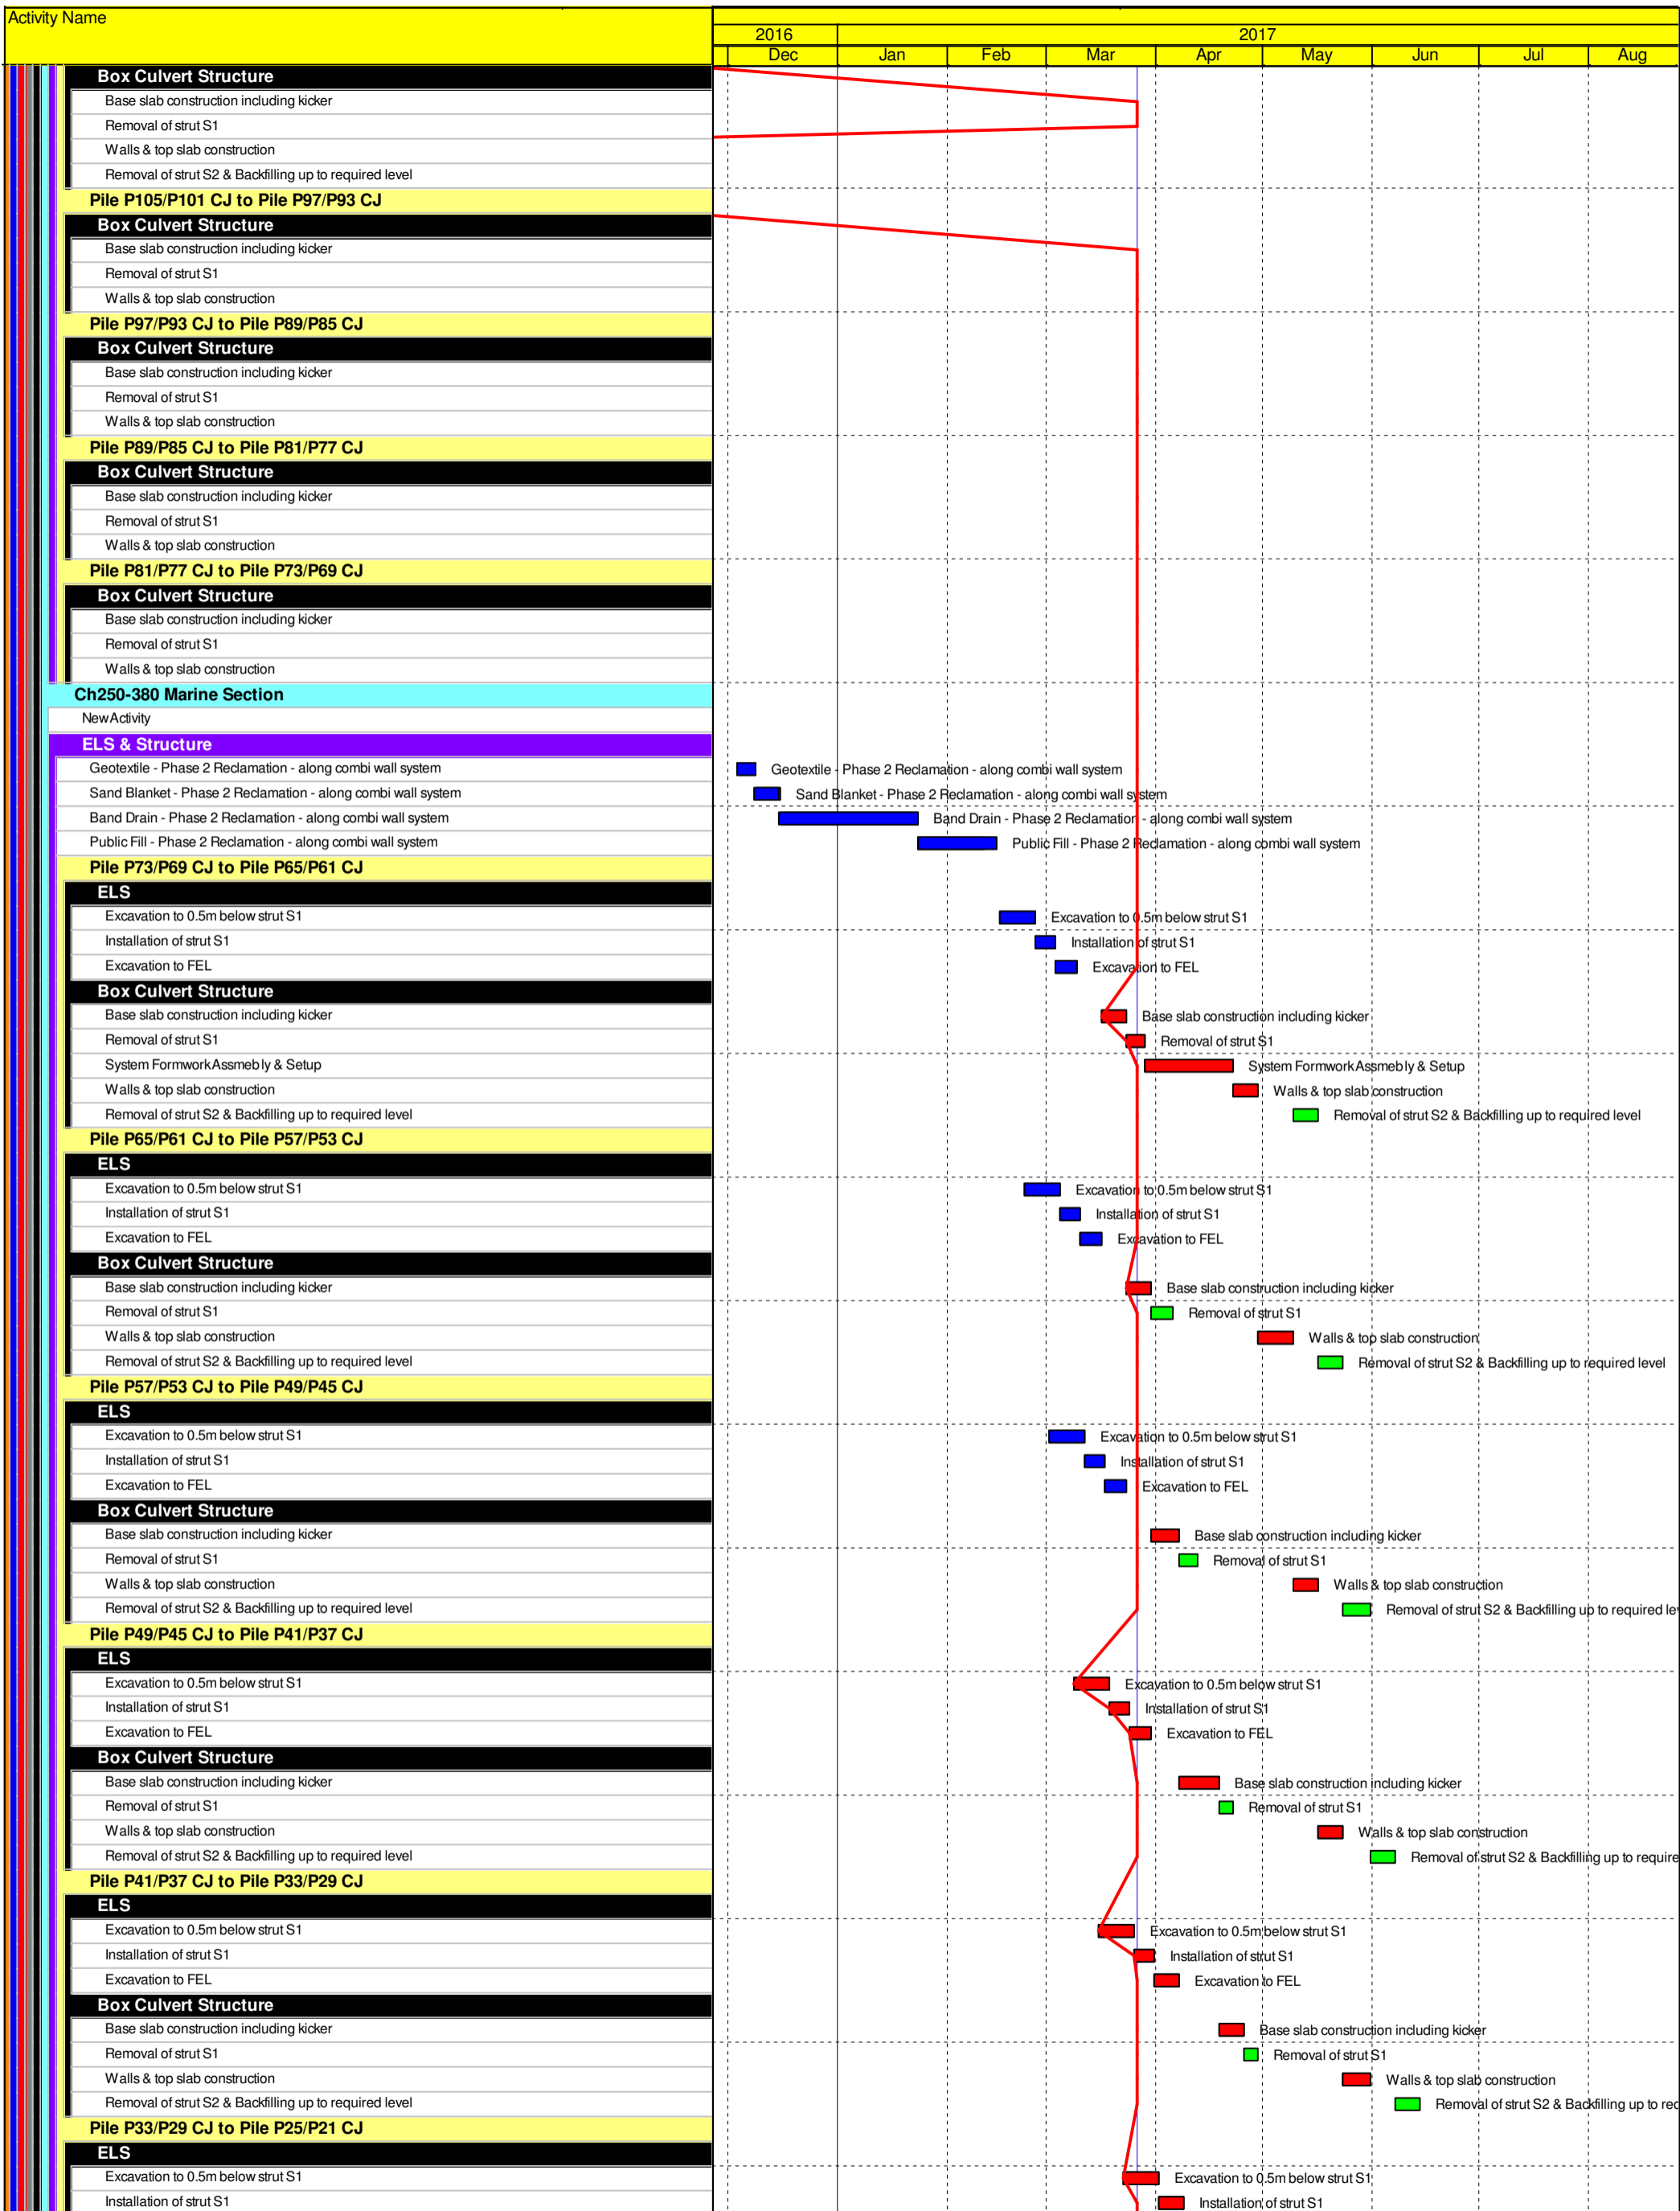 Activity Name
2016 2017
Dec Jan Feb Mar Apr May Jun Jul Aug
Box Culvert Structure
Base slab construction including kicker
Removal of strut S1
Walls & top slab construction
Removal of strut S2 & Backfilling up to required level
Pile P105/P101 CJ to Pile P97/P93 CJ
Box Culvert Structure
Base slab construction including kicker
Removal of strut S1
Walls & top slab construction
Pile P97/P93 CJ to Pile P89/P85 CJ
Box Culvert Structure
Base slab construction including kicker
Removal of strut S1
Walls & top slab construction
Pile P89/P85 CJ to Pile P81/P77 CJ
Box Culvert Structure
Base slab construction including kicker
Removal of strut S1
Walls & top slab construction
Pile P81/P77 CJ to Pile P73/P69 CJ
Box Culvert Structure
Base slab construction including kicker
Removal of strut S1
Walls & top slab construction
Ch250-380 Marine Section
NewActivity
ELS & Structure
Geotextile - Phase 2 Reclamation - along combi wall system Geotextile - Phase 2 Reclamation - along combi wall system
Sand Blanket - Phase 2 Reclamation - along combi wall system Sand Blanket - Phase 2 Reclamation - along combi wall system
Band Drain - Phase 2 Reclamation - along combi wall system Band Drain - Phase 2 Reclamation - along combi wall system
Public Fill - Phase 2 Reclamation - along combi wall system Public Fill - Phase 2 Reclamation - along combi wall system
Pile P73/P69 CJ to Pile P65/P61 CJ
ELS
Excavation to 0.5m below strut S1 Excavation to 0.5m below strut S1
Installation of strut S1 Installation of strut S1
Excavation to FEL Excavation to FEL
Box Culvert Structure
Base slab construction including kicker Base slab construction including kicker
Removal of strut S1 Removal of strut S1
System Formwork Assmebly & Setup System Formwork Assmebly & Setup
Walls & top slab construction Walls & top slab construction
Removal of strut S2 & Backfilling up to required level Removal of strut S2 & Backfilling up to required level
Pile P65/P61 CJ to Pile P57/P53 CJ
ELS
Excavation to 0.5m below strut S1 Excavation to 0.5m below strut S1
Installation of strut S1 Installation of strut S1
Excavation to FEL Excavation to FEL
Box Culvert Structure
Base slab construction including kicker Base slab construction including kicker
Removal of strut S1 Removal of strut S1
Walls & top slab construction Walls & top slab construction
Removal of strut S2 & Backfilling up to required level Removal of strut S2 & Backfilling up to required level
Pile P57/P53 CJ to Pile P49/P45 CJ
ELS
Excavation to 0.5m below strut S1 Excavation to 0.5m below strut S1
Installation of strut S1 Installation of strut S1
Excavation to FEL Excavation to FEL
Box Culvert Structure
Base slab construction including kicker Base slab construction including kicker
Removal of strut S1 Removal of strut S1
Walls & top slab construction Walls & top slab construction
Removal of strut S2 & Backfilling up to required level Removal of strut S2 & Backfilling up to required le
Pile P49/P45 CJ to Pile P41/P37 CJ
ELS
Excavation to 0.5m below strut S1 Excavation to 0.5m below strut S1
Installation of strut S1 Installation of strut S1
Excavation to FEL Excavation to FEL
Box Culvert Structure
Base slab construction including kicker Base slab construction including kicker
Removal of strut S1 Removal of strut S1
Walls & top slab construction Walls & top slab construction
Removal of strut S2 & Backfilling up to required level Removal of strut S2 & Backfilling up to require
Pile P41/P37 CJ to Pile P33/P29 CJ
ELS
Excavation to 0.5m below strut S1 Excavation to 0.5m below strut S1
Installation of strut S1 Installation of strut S1
Excavation to FEL Excavation to FEL
Box Culvert Structure
Base slab construction including kicker Base slab construction including kicker
Removal of strut S1 Removal of strut S1
Walls & top slab construction Walls & top slab construction
Removal of strut S2 & Backfilling up to required level Removal of strut S2 & Backfilling up to rec
Pile P33/P29 CJ to Pile P25/P21 CJ
ELS
Excavation to 0.5m below strut S1 Excavation to 0.5m below strut S1
Installation of strut S1 Installation of strut S1